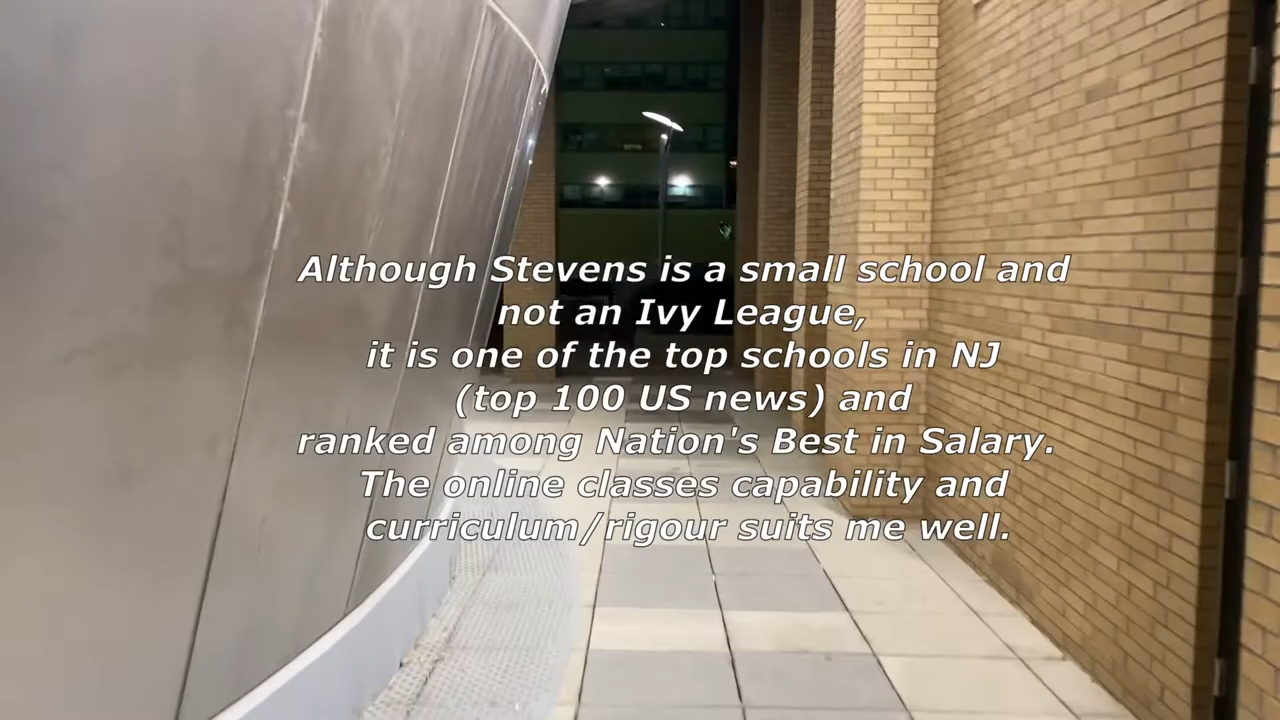 Although Stevens is a small school and
not an Ivy League,
it is one of the top schools in NJ
(top 100 US news) and
ranked among Nation's Best in Salary.
The online classes capability and
curriculum/rigour suits me well.